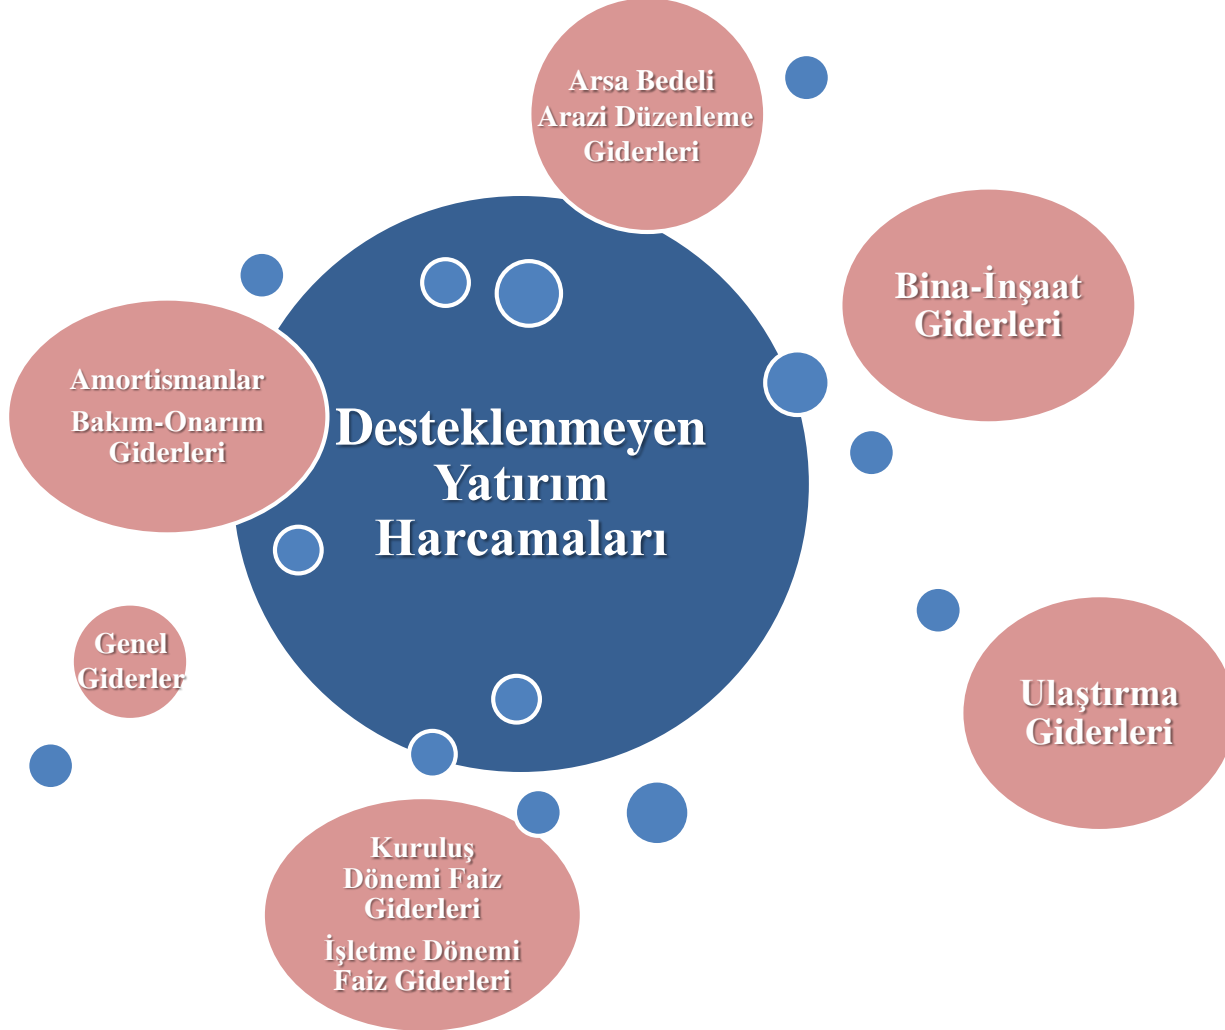 Arsa Bedeli
Arazi Düzenleme
Giderleri
Bina-İnşaat
Giderleri
Amortismanlar
Bakım-Onarım
Giderleri
Desteklenmeyen
Yatırım
Harcamaları
Genel
Giderler
Ulaştırma
Giderleri
Kuruluş
Dönemi Faiz
Giderleri
İşletme Dönemi
Faiz Giderleri